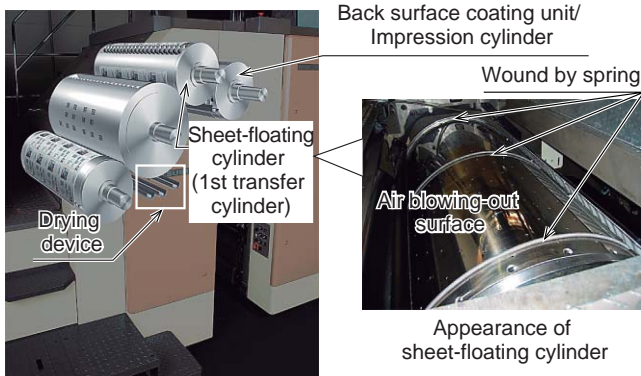 Back surface coating unit/
Impression cylinder
Wound by spring
Sheet-floating
cylinder
(1st transfer
cylinder)
Air blowing-out
surface
Drying
device
Appearance of
sheet-floating cylinder